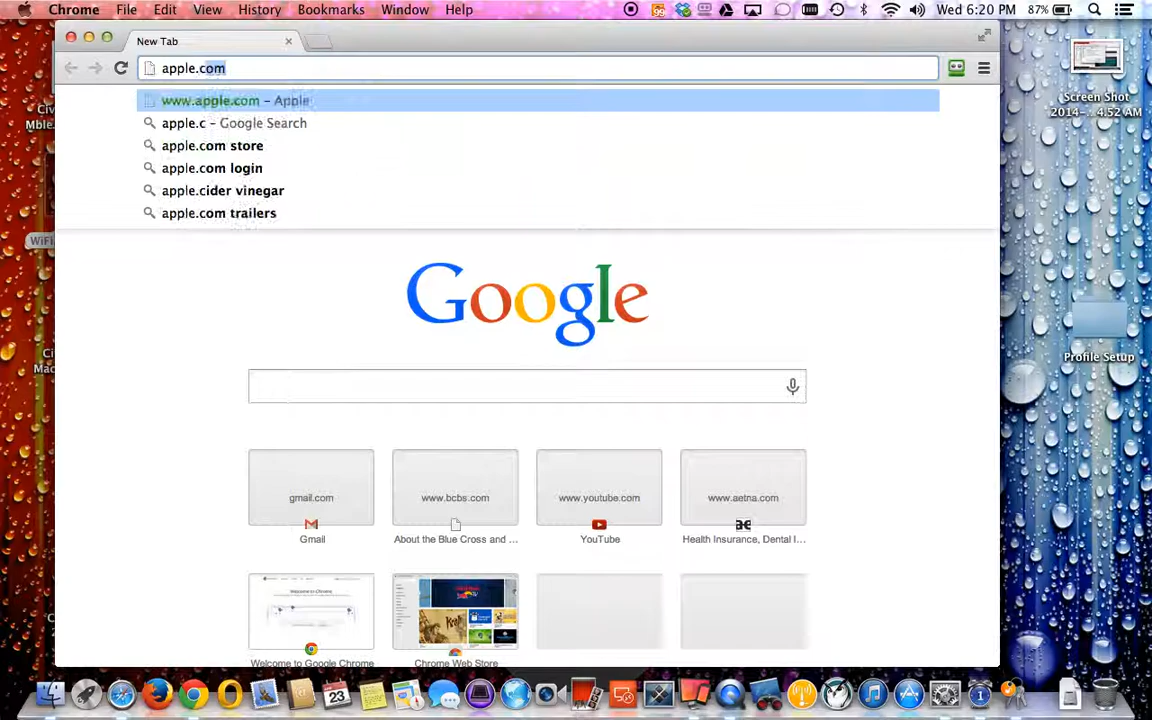 Chrome File Edit View History Bookmarks Window Help Wed 6:20 PM 87%
New Tab
apple.com
www.apple.com – Apple
apple.c – Google Search
apple.com store
apple.com login
apple.cider vinegar
apple.com trailers
Google
gmail.com www.bcbs.com www.youtube.com www.aetna.com
Gmail About the Blue Cross and ... YouTube Health Insurance, Dental I...
Welcome to Google Chrome Chrome Web Store
Screen Shot
2014-...4.52 AM
Profile Setup
WiFi
23